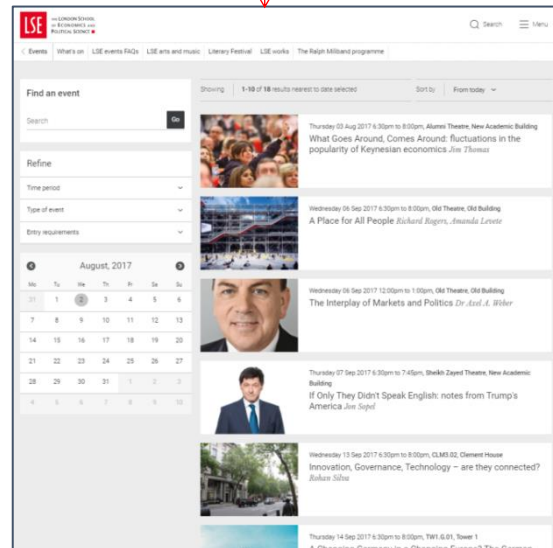 LSE THE LONDON SCHOOL
OF ECONOMICS AND
POLITICAL SCIENCE
Search Menu
Events What's on LSE events FAQs LSE arts and music Literary Festival LSE works The Ralph Miliband programme
Find an event
Search Go
Refine
Time period
Type of event
Entry requirements
August, 2017
Mo Tu We Th Fr Sa Su
31 1 2 3 4 5 6
7 8 9 10 11 12 13
14 15 16 17 18 19 20
21 22 23 24 25 26 27
28 29 30 31 1 2 3
4 5 6 7 8 9 10
Showing 1-10 of 18 results nearest to date selected Sort by From today
Thursday 03 Aug 2017 6:30pm to 8:00pm, Alumni Theatre, New Academic Building
What Goes Around, Comes Around: fluctuations in the
popularity of Keynesian economics Jim Thomas
Wednesday 06 Sep 2017 6:30pm to 8:00pm, Old Theatre, Old Building
A Place for All People Richard Rogers, Amanda Levete
Wednesday 06 Sep 2017 12:00pm to 1:00pm, Old Theatre, Old Building
The Interplay of Markets and Politics Dr Axel A. Weber
Thursday 07 Sep 2017 6:30pm to 7:45pm, Sheikh Zayed Theatre, New Academic
Building
If Only They Didn't Speak English: notes from Trump's
America Jon Sopel
Wednesday 13 Sep 2017 6:30pm to 8:00pm, CLM3.02, Clement House
Innovation, Governance, Technology – are they connected?
Rohan Silva
Thursday 14 Sep 2017 6:30pm to 8:00pm, TW1.G.01, Tower 1
A Changing Germany in a Changing Europe? The German